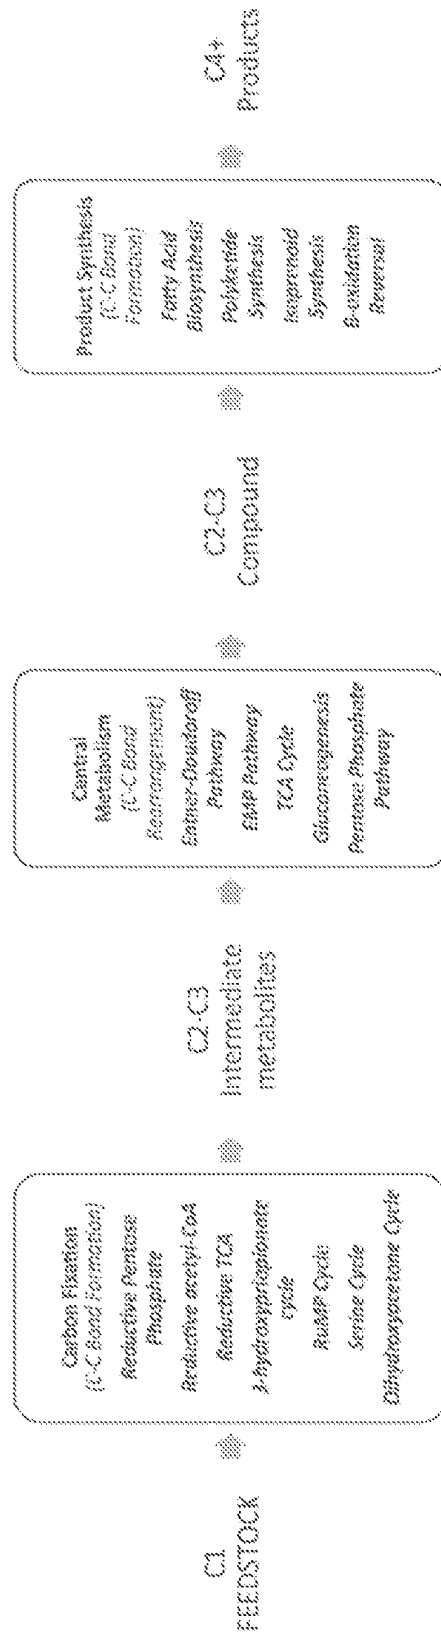 C1
FEEDSTOCK
Carbon Fixation
(C-C Bond Formation)
Reductive Pentose
Phosphate
Reductive acetyl-CoA
Reductive TCA
3-hydroxypropionate
cycle
RuMP Cycle
Serine Cycle
Dihydroxyacetone Cycle
C2-C3
Intermediate
metabolites
Central
Metabolism
(C-C Bond
Rearrangement)
Entner-Doudoroff
Pathway
EMP Pathway
TCA Cycle
Gluconeogenesis
Pentose Phosphate
Pathway
C2-C3
Compound
Product Synthesis
(C-C Bond
Formation)
Fatty Acid
Biosynthesis
Polyketide
Synthesis
Isoprenoid
Synthesis
B-oxidation
Reversal
C4+
Products